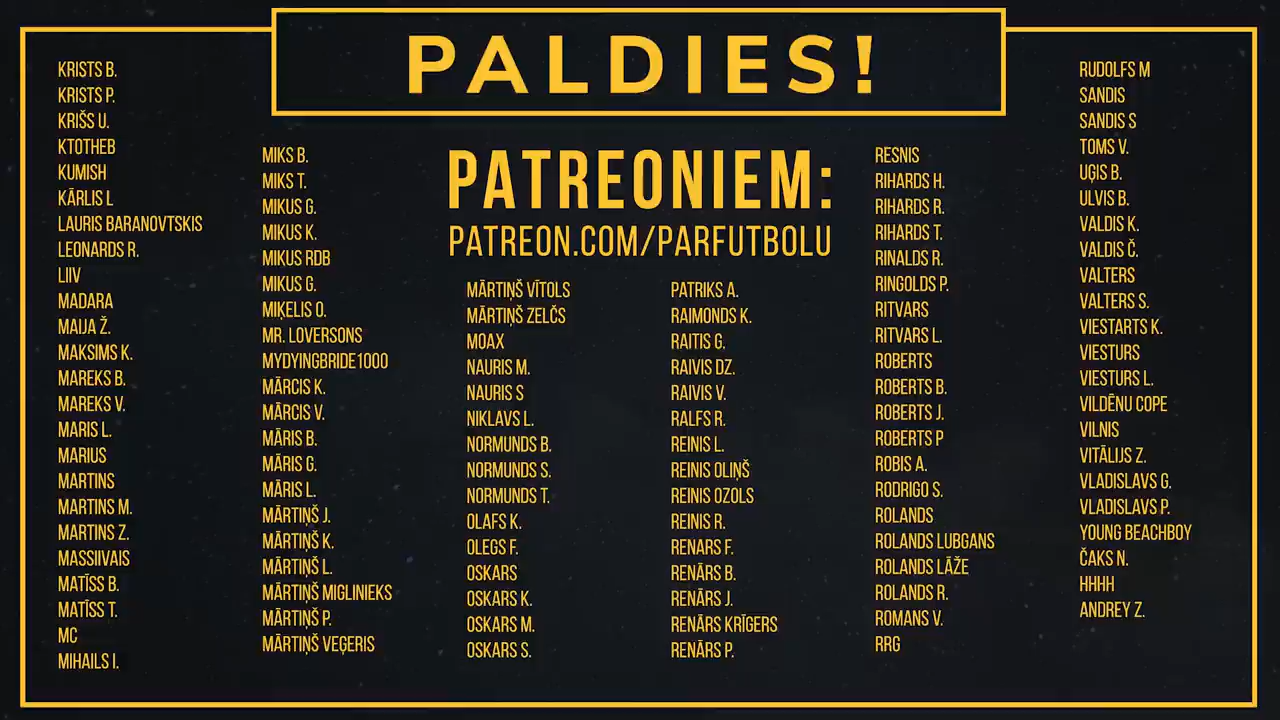 PALDIES!
PATREONIEM:
PATREON.COM/PARFUTBOLU
KRISTS B.
KRISTS P.
KRIŠS U.
KTOTHEB
KUMISH
KĀRLIS L
LAURIS BARANOVTSKIS
LEONARDS R.
LIIV
MADARA
MAIJA Ž.
MAKSIMS K.
MAREKS B.
MAREKS V.
MARIS L.
MARIUS
MARTINS
MARTINS M.
MARTINS Z.
MASSIIVAIS
MATĪSS B.
MATĪSS T.
MC
MIHAILS I.
MIKS B.
MIKS T.
MIKUS G.
MIKUS K.
MIKUS RDB
MIKUS G.
MIĶELIS O.
MR. LOVERSONS
MYDYINGBRIDE1000
MĀRCIS K.
MĀRCIS V.
MĀRIS B.
MĀRIS G.
MĀRIS L.
MĀRTIŅŠ J.
MĀRTIŅŠ K.
MĀRTIŅŠ L.
MĀRTIŅŠ MIGLINIEKS
MĀRTIŅŠ P.
MĀRTIŅŠ VEĢERIS
MĀRTIŅŠ VĪTOLS
MĀRTIŅŠ ZELČS
MOAX
NAURIS M.
NAURIS S
NIKLAVS L.
NORMUNDS B.
NORMUNDS S.
NORMUNDS T.
OLAFS K.
OLEGS F.
OSKARS
OSKARS K.
OSKARS M.
OSKARS S.
PATRIKS A.
RAIMONDS K.
RAITIS G.
RAIVIS DZ.
RAIVIS V.
RALFS R.
REINIS L.
REINIS OLIŅŠ
REINIS OZOLS
REINIS R.
RENARS F.
RENĀRS B.
RENĀRS J.
RENĀRS KRĪGERS
RENĀRS P.
RESNIS
RIHARDS H.
RIHARDS R.
RIHARDS T.
RINALDS R.
RINGOLDS P.
RITVARS
RITVARS L.
ROBERTS
ROBERTS B.
ROBERTS J.
ROBERTS P
ROBIS A.
RODRIGO S.
ROLANDS
ROLANDS LUBGANS
ROLANDS LĀŽE
ROLANDS R.
ROMANS V.
RRG
RUDOLFS M
SANDIS
SANDIS S
TOMS V.
UĢIS B.
ULVIS B.
VALDIS K.
VALDIS Č.
VALTERS
VALTERS S.
VIESTARTS K.
VIESTURS
VIESTURS L.
VILDĒNU COPE
VILNIS
VITĀLIJS Z.
VLADISLAVS G.
VLADISLAVS P.
YOUNG BEACHBOY
ČAKS N.
HHHH
ANDREY Z.